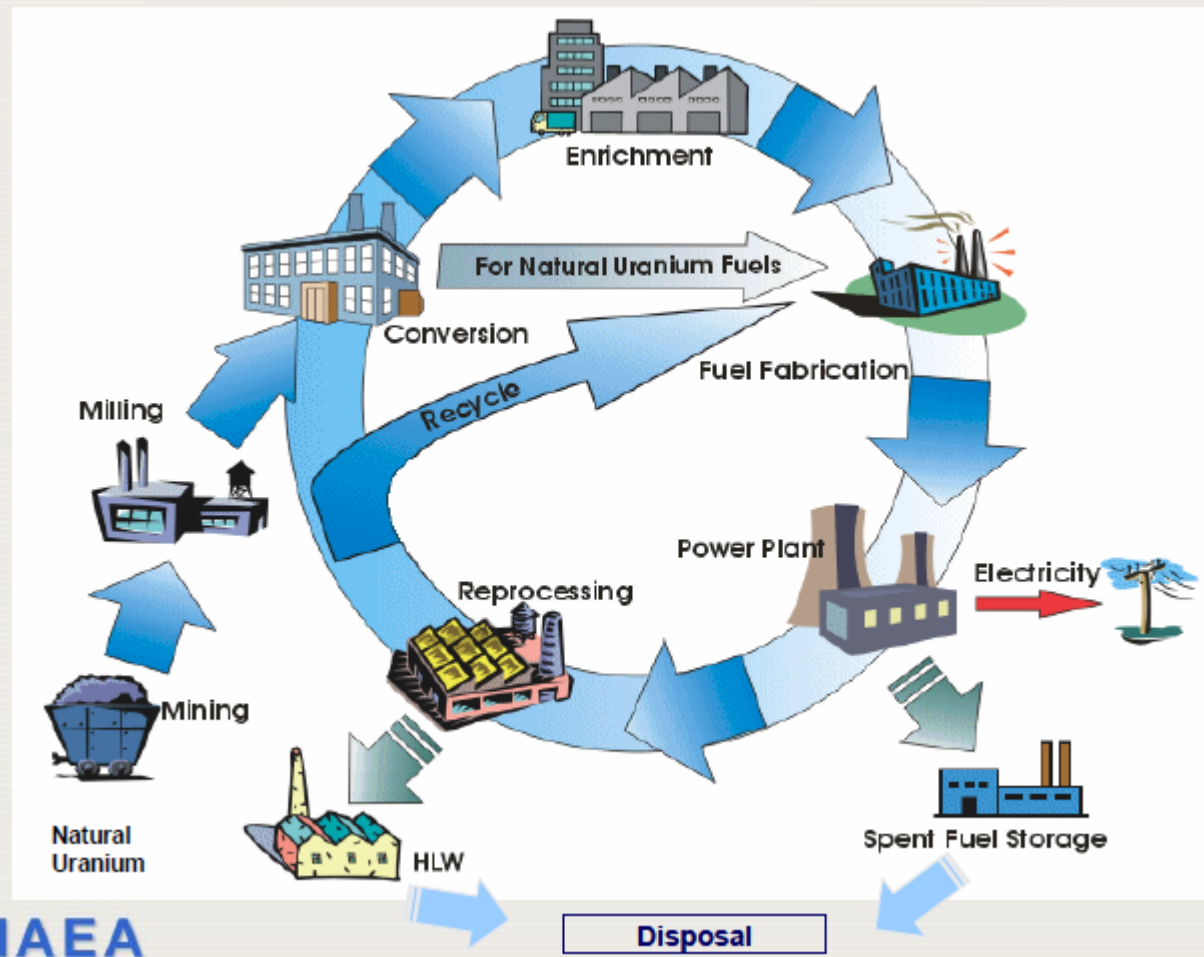 Enrichment
For Natural Uranium Fuels
Conversion
Fuel Fabrication
Recycle
Milling
Power Plant
Electricity
Reprocessing
Mining
Natural
Uranium
HLW
Spent Fuel Storage
IAEA
Disposal